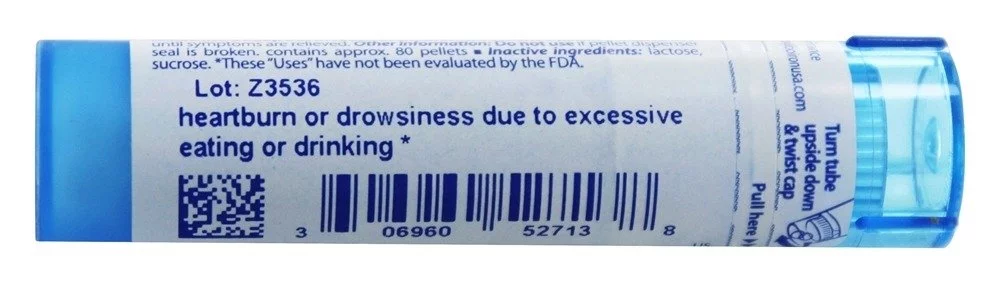 until symptoms are relieved. Other information: Do not use if pellet dispenser
seal is broken. contains approx. 80 pellets ▪ Inactive ingredients: lactose,
sucrose. *These "Uses" have not been evaluated by the FDA.
Lot: Z3536
heartburn or drowsiness due to excessive
eating or drinking *
3 06960 52713 8
Turn tube
upside down
& twist cap
Pull here